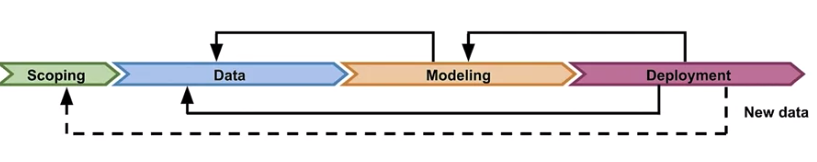 Scoping
Data
Modeling
Deployment
New data